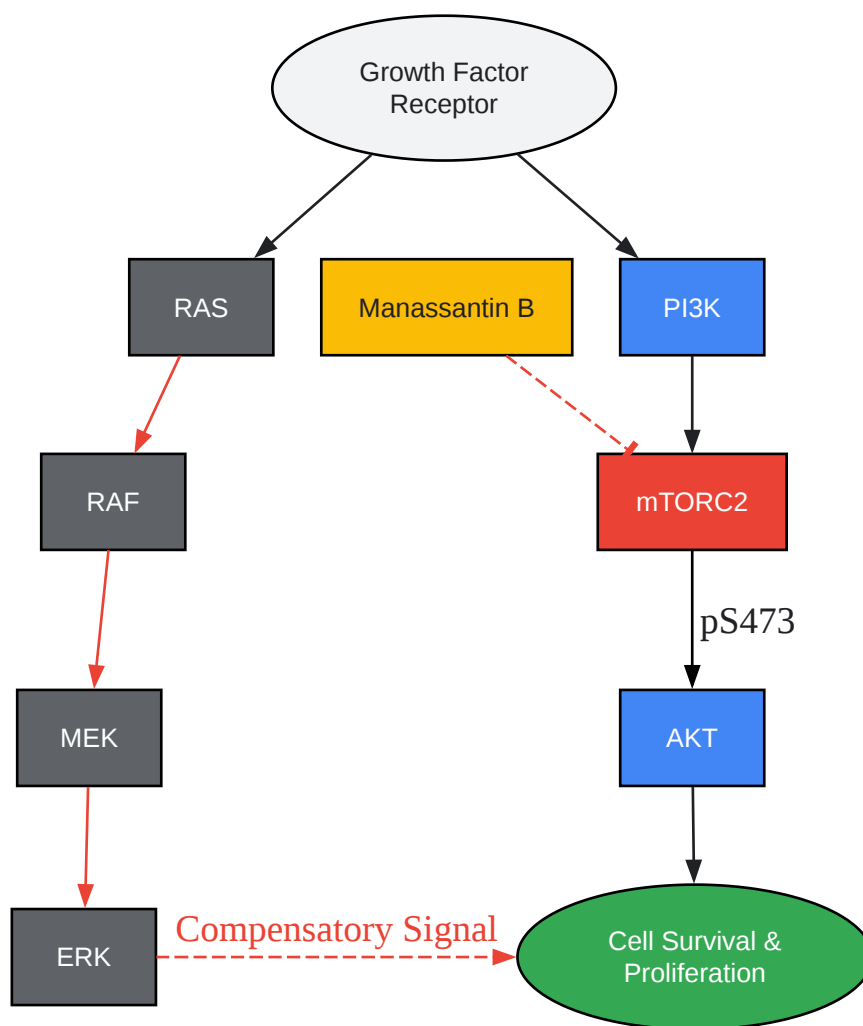 Growth Factor
Receptor
RAS
Manassantin B
PI3K
RAF
mTORC2
pS473
MEK
AKT
Compensatory Signal
ERK
Cell Survival &
Proliferation